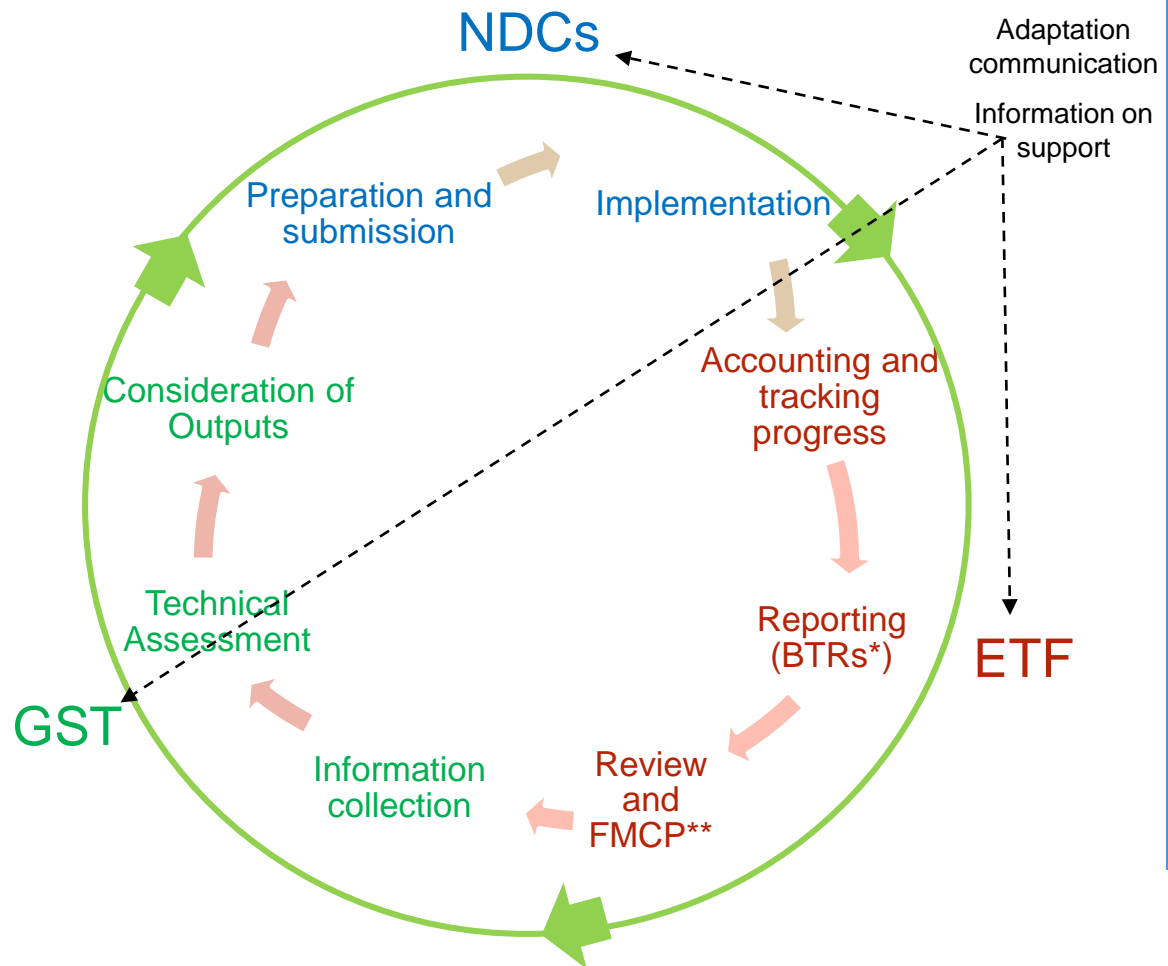 NDCs
Adaptation
communication
Information on
support
Preparation and
submission
Implementation
Accounting and
tracking
progress
Consideration of
Outputs
Technical
Assessment
Reporting
(BTRs*)
ETF
GST
Information
collection
Review
and
FMCP**